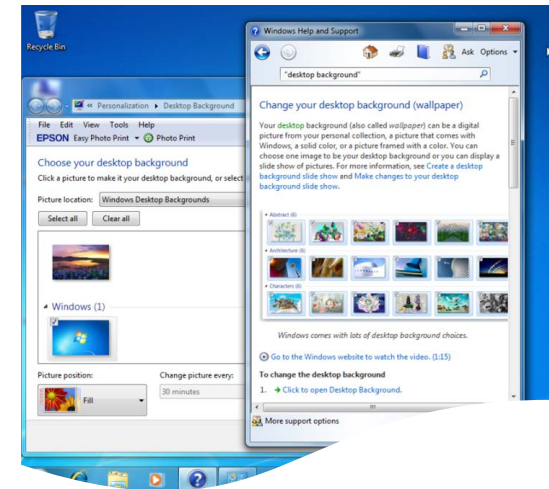 Recycle Bin
Personalization ▸ Desktop Background
File Edit View Tools Help
EPSON Easy Photo Print Photo Print
Choose your desktop background
Click a picture to make it your desktop background, or select
Picture location: Windows Desktop Backgrounds
Select all Clear all
Windows (1)
Picture position: Change picture every:
Fill 30 minutes
Windows Help and Support
Ask Options
"desktop background"
Change your desktop background (wallpaper)
Your desktop background (also called wallpaper) can be a digital
picture from your personal collection, a picture that comes with
Windows, a solid color, or a picture framed with a color. You can
choose one image to be your desktop background or you can display a
slide show of pictures. For more information, see Create a desktop
background slide show and Make changes to your desktop
background slide show.
Abstract (6)
Architecture (6)
Characters (6)
Windows comes with lots of desktop background choices.
Go to the Windows website to watch the video. (1:15)
To change the desktop background
1. Click to open Desktop Background.
More support options